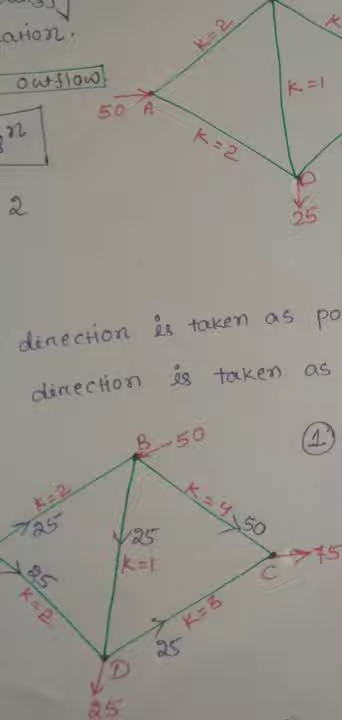 ation.
outflow
n
2
K=2
K
K=1
50
A
K=2
D
25
direction is taken as po
direction is taken as
1
B
50
K=2
K=4
25
25
50
K=1
25
C
75
K=2
K=3
25
D
25